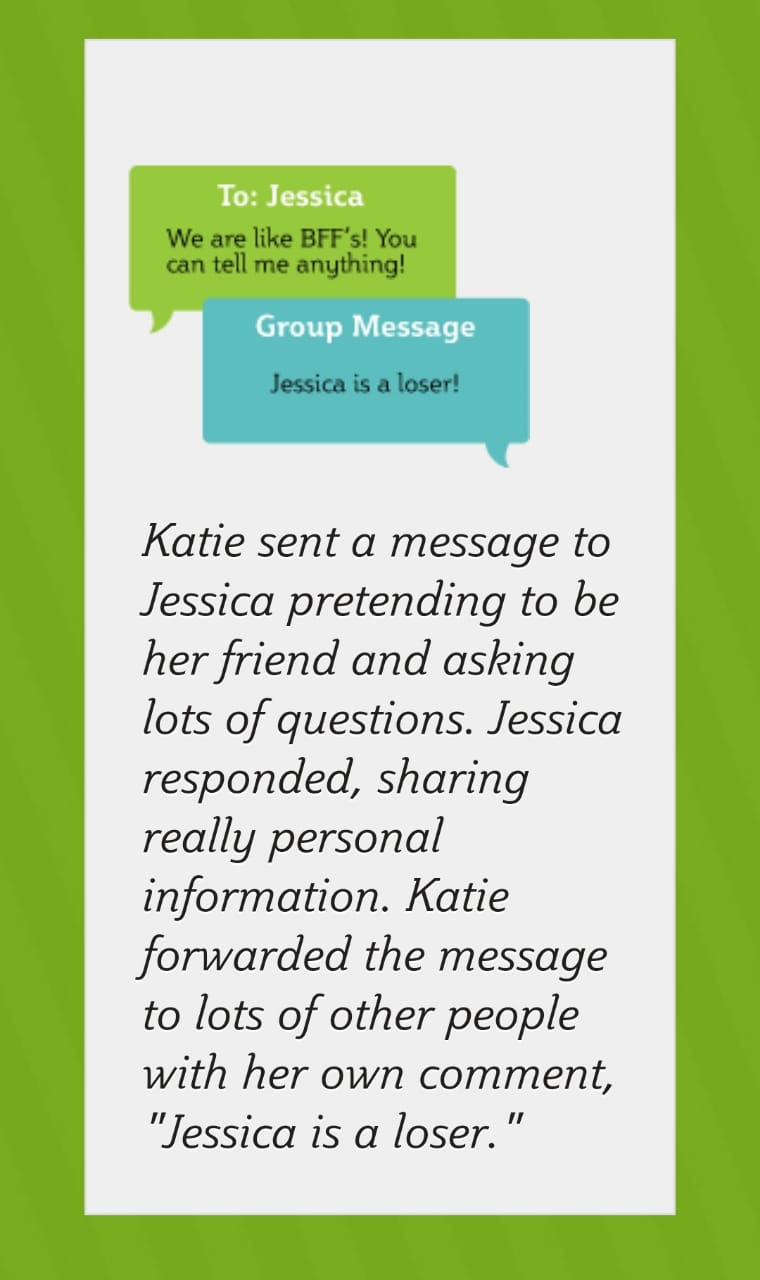 To: Jessica
We are like BFF's! You
can tell me anything!
Group Message
Jessica is a loser!
Katie sent a message to
Jessica pretending to be
her friend and asking
lots of questions. Jessica
responded, sharing
really personal
information. Katie
forwarded the message
to lots of other people
with her own comment,
"Jessica is a loser."